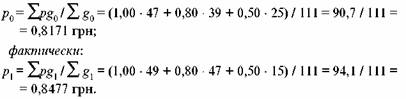 p₀ = ∑pg₀ / ∑g₀ = (1,00 · 47 + 0,80 · 39 + 0,50 · 25) / 111 = 90,7 / 111 =
= 0,8171 грн;
фактически:
p₁ = ∑pg₁ / ∑g₁ = (1,00 · 49 + 0,80 · 47 + 0,50 · 15) / 111 = 94,1 / 111 =
= 0,8477 грн.